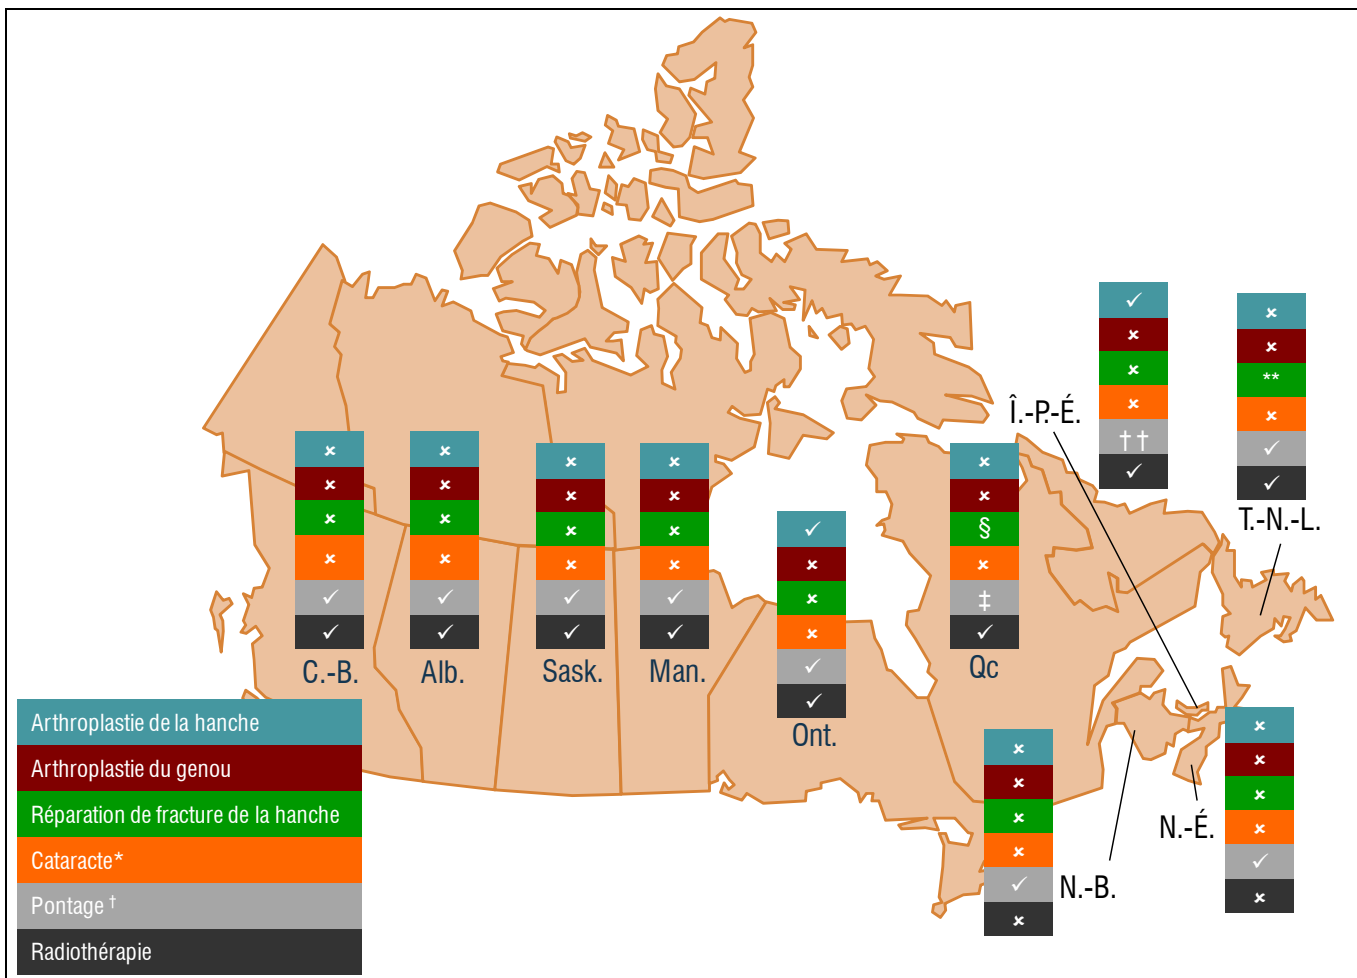 ✓
×
×
×
×
**
×
††
✓
✓
✓
Î.-P.-É.
T.-N.-L.
× × × × ×
× × × × ×
× × × × §
× × × × ×
✓ ✓ ✓ ✓ ‡
✓ ✓ ✓ ✓ ✓
C.-B. Alb. Sask. Man. Qc
✓
×
×
×
✓
✓
Ont.
Arthroplastie de la hanche
Arthroplastie du genou
Réparation de fracture de la hanche
Cataracte*
Pontage †
Radiothérapie
×
×
×
×
✓
×
N.-B.
N.-É.
×
×
×
×
✓
×